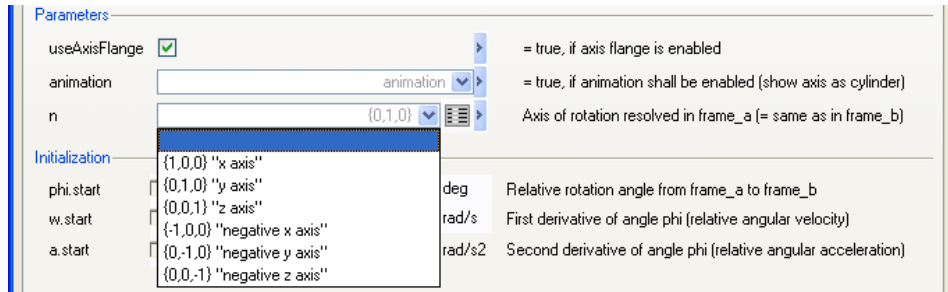 Parameters
useAxisFlange = true, if axis flange is enabled
animation animation = true, if animation shall be enabled (show axis as cylinder)
n {0,1,0} Axis of rotation resolved in frame_a (= same as in frame_b)
Initialization
{1,0,0} "x axis"
phi.start {0,1,0} "y axis" deg Relative rotation angle from frame_a to frame_b
{0,0,1} "z axis"
w.start {-1,0,0} "negative x axis" rad/s First derivative of angle phi (relative angular velocity)
a.start {0,-1,0} "negative y axis" rad/s2 Second derivative of angle phi (relative angular acceleration)
{0,0,-1} "negative z axis"